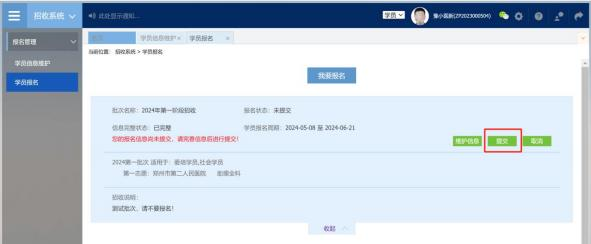 招收系统
此处显示通知...
学员
豫小医新(ZP2023000504)
报名管理
学员信息维护
学员报名
首页
学员信息维护×
学员报名 ×
当前位置: 招收系统 > 学员报名
我要报名
批次名称: 2024年第一阶段招收
报名状态: 未提交
信息完整状态: 已完整
学员报名周期: 2024-05-08 至 2024-06-21
您的报名信息尚未提交，请完善信息后进行提交!
维护信息
提交
取消
2024第一批次 适用于: 委培学员,社会学员
第一志愿: 郑州市第二人民医院 助理全科
招收说明:
测试批次，请不要报名!
收起